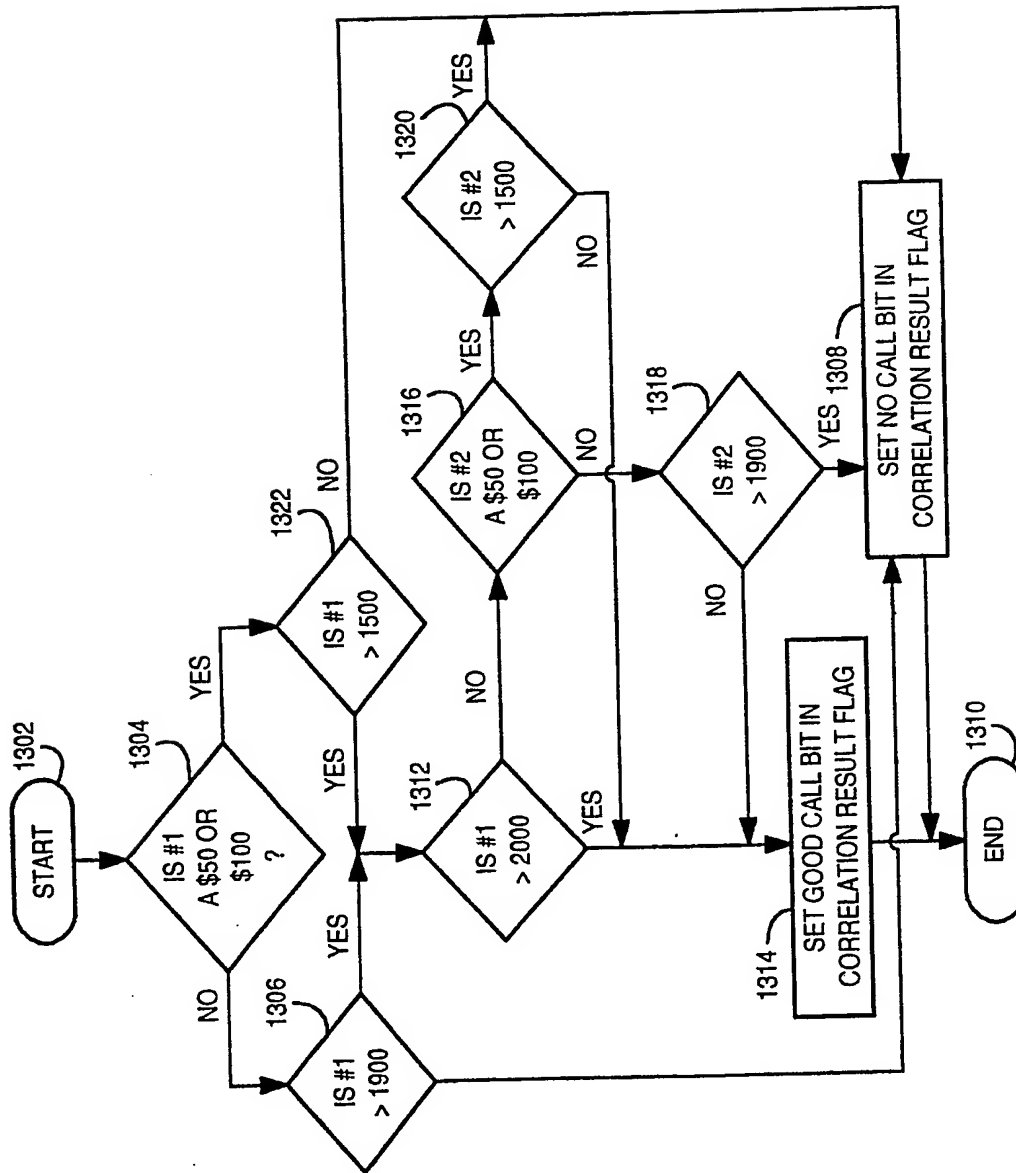 START
1302
IS #1
A $50 OR
$100
?
1304
NO
YES
1306
IS #1
> 1900
YES
1322
IS #1
> 1500
YES
NO
1312
IS #1
> 2000
NO
YES
1316
IS #2
A $50 OR
$100
YES
NO
1320
IS #2
> 1500
YES
NO
1318
IS #2
> 1900
NO
YES
1314
SET GOOD CALL BIT IN
CORRELATION RESULT FLAG
1308
SET NO CALL BIT IN
CORRELATION RESULT FLAG
1310
END